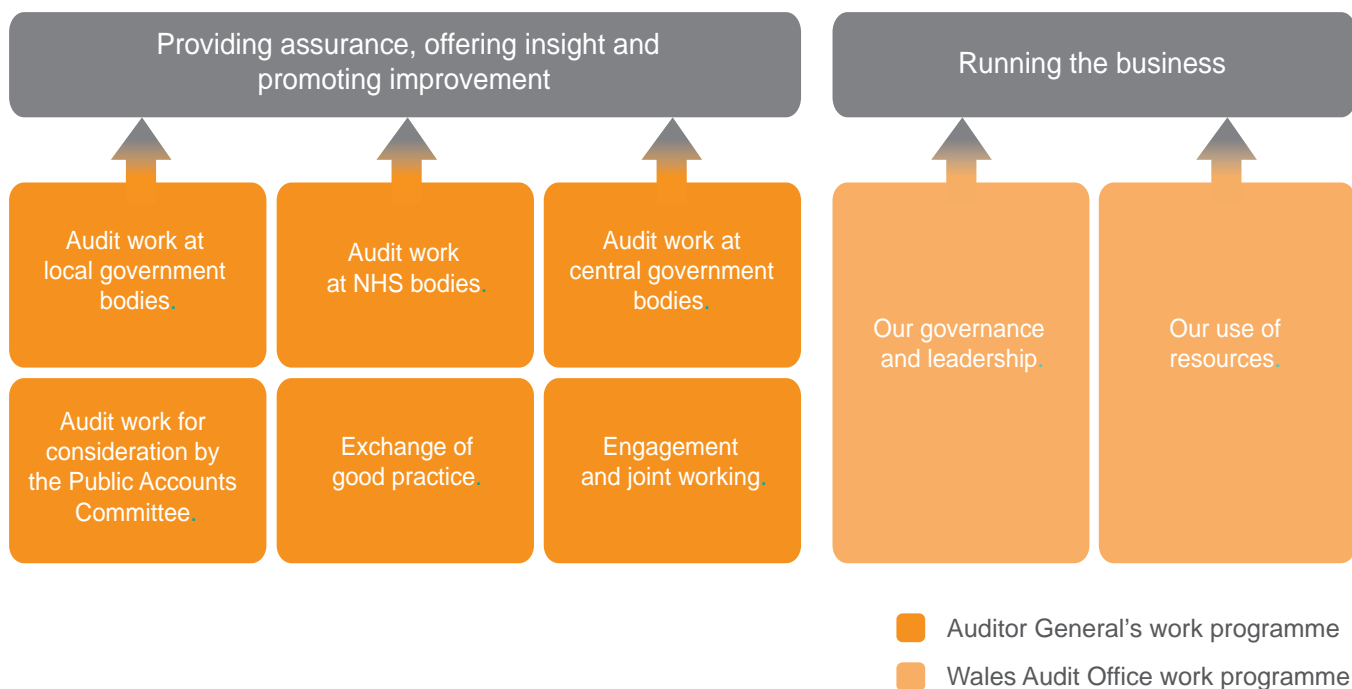 Providing assurance, offering insight and
promoting improvement
Running the business
Audit work at
local government
bodies.
Audit work
at NHS bodies.
Audit work at
central government
bodies.
Our governance
and leadership.
Our use of
resources.
Audit work for
consideration by
the Public Accounts
Committee.
Exchange of
good practice.
Engagement
and joint working.
Auditor General’s work programme
Wales Audit Office work programme